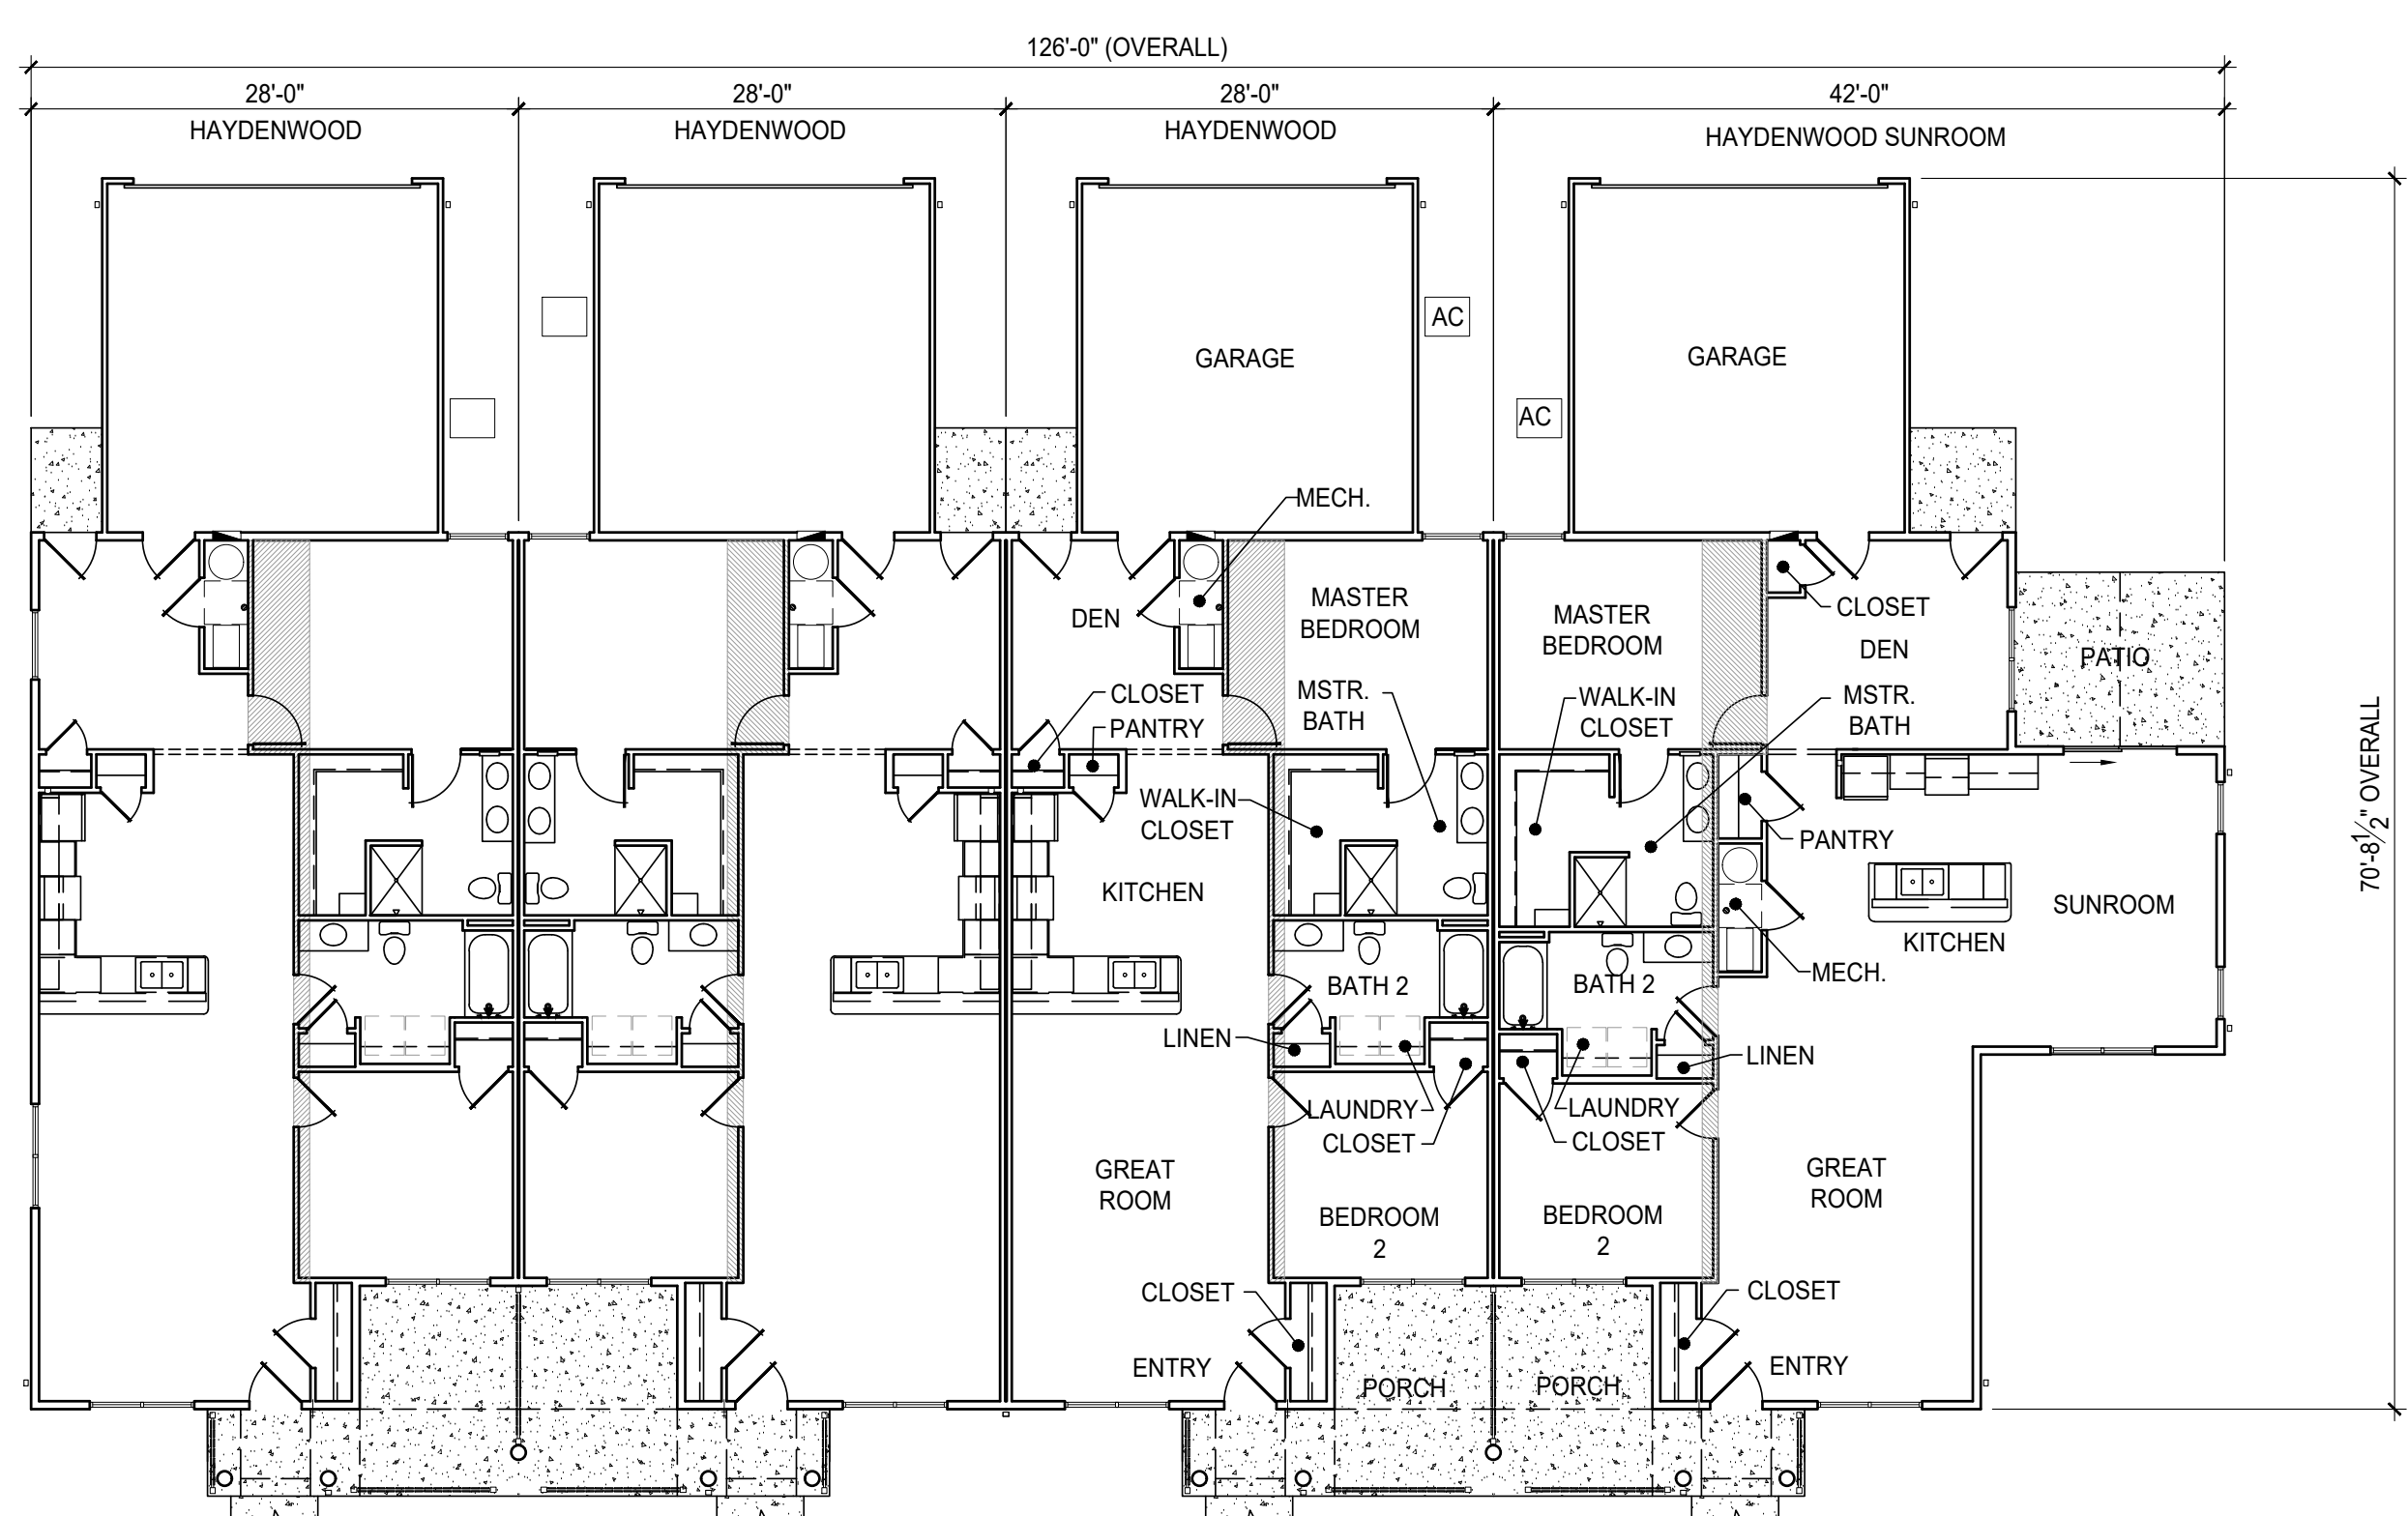 126'-0" (OVERALL)
28'-0"
28'-0"
28'-0"
42'-0"
HAYDENWOOD
HAYDENWOOD
HAYDENWOOD
HAYDENWOOD SUNROOM
AC
GARAGE
GARAGE
AC
MECH.
MASTER
BEDROOM
DEN
MASTER
BEDROOM
CLOSET
DEN
PATIO
CLOSET
PANTRY
MSTR.
BATH
WALK-IN
CLOSET
MSTR.
BATH
70'-8 1/2" OVERALL
WALK-IN
CLOSET
PANTRY
KITCHEN
SUNROOM
KITCHEN
BATH 2
BATH 2
MECH.
LINEN
LINEN
LAUNDRY
CLOSET
LAUNDRY
CLOSET
GREAT
ROOM
GREAT
ROOM
BEDROOM
2
BEDROOM
2
CLOSET
CLOSET
ENTRY
PORCH
PORCH
ENTRY